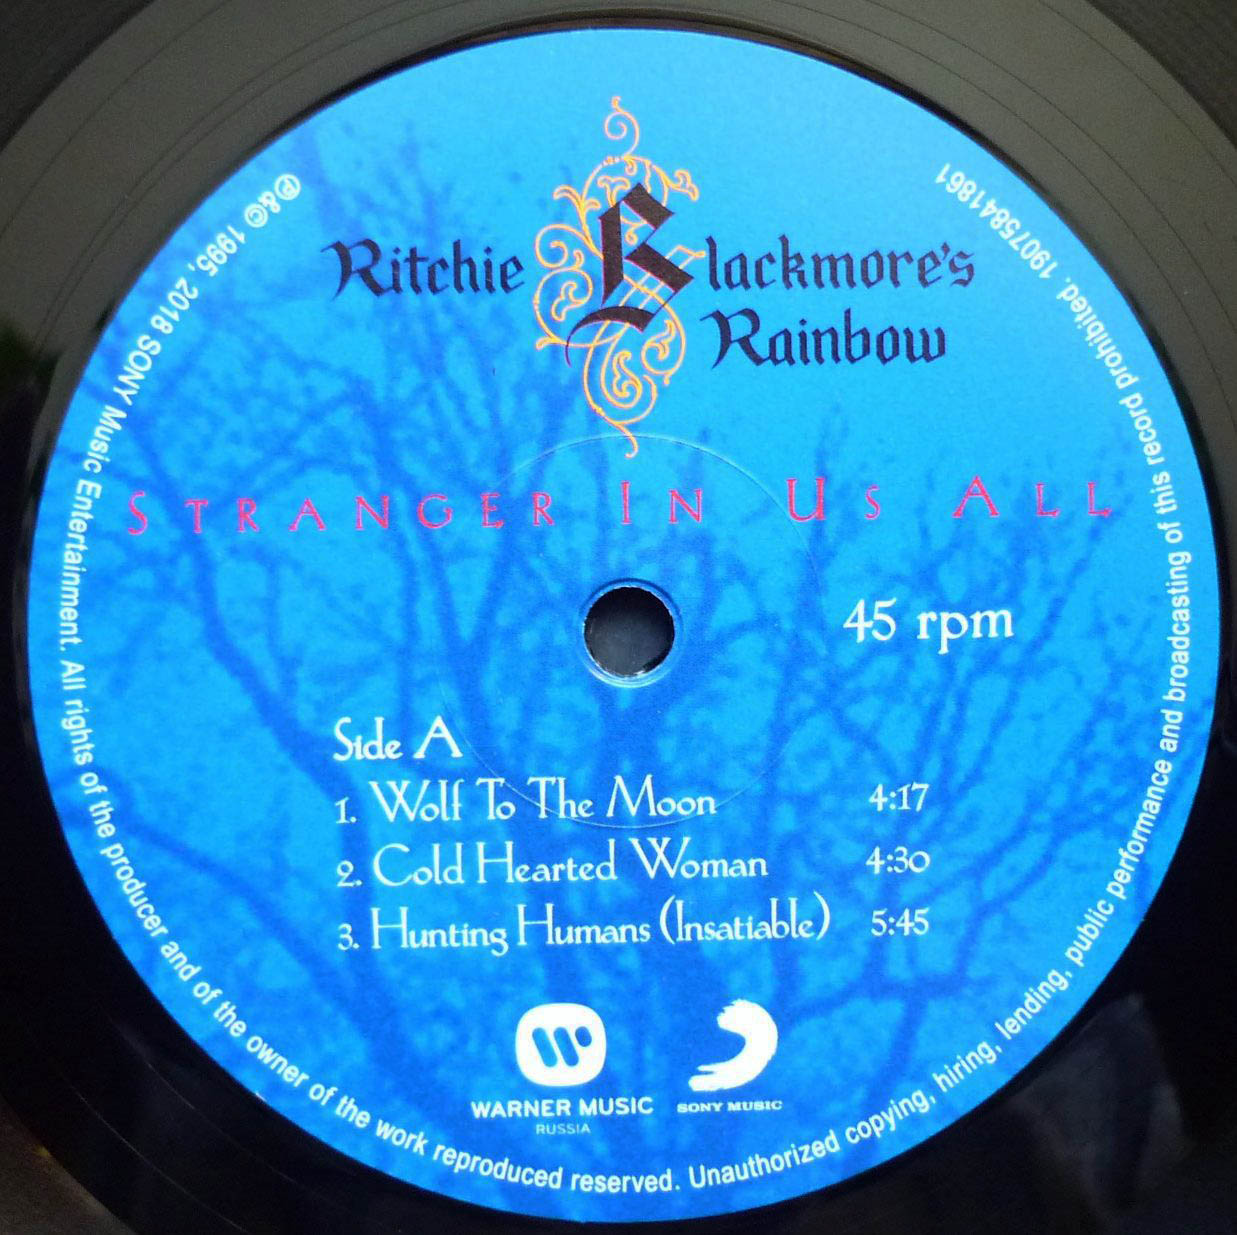 Ritchie Blackmore's
Rainbow
STRANGER IN US ALL
45 rpm
Side A
1. Wolf To The Moon 4:17
2. Cold Hearted Woman 4:30
3. Hunting Humans (Insatiable) 5:45
WARNER MUSIC
RUSSIA
SONY MUSIC
℗&© 1995, 2018 SONY Music Entertainment. All rights of the producer and of the owner of the work reproduced reserved. Unauthorized copying, hiring, lending, public performance and broadcasting of this record prohibited. 19075841861